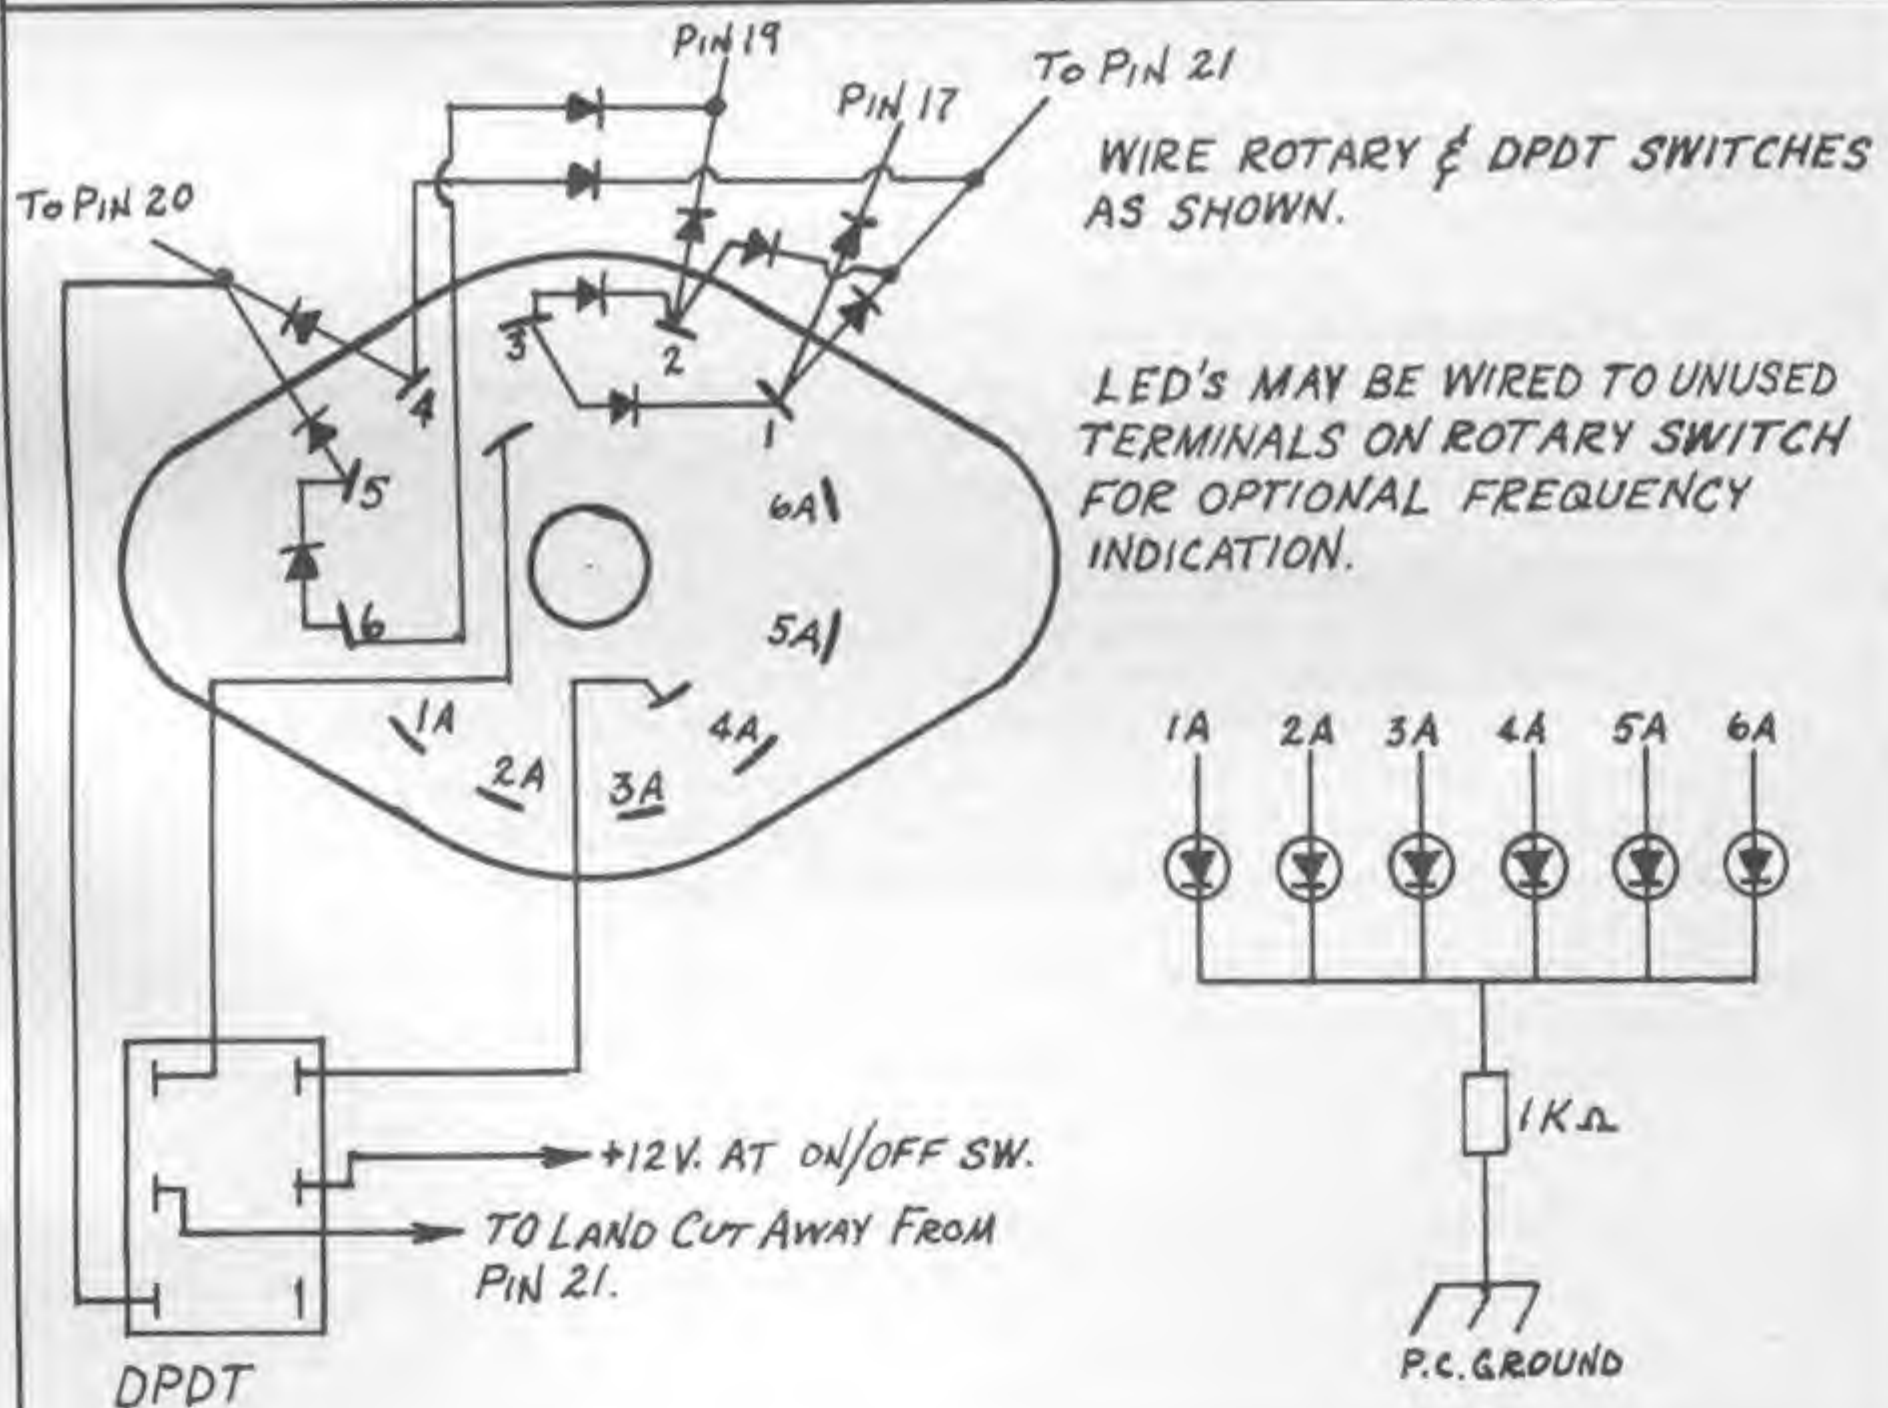 PIN 19
TO PIN 21
PIN 17
WIRE ROTARY & DPDT SWITCHES
AS SHOWN.
TO PIN 20
3
2
4
1
LED'S MAY BE WIRED TO UNUSED
TERMINALS ON ROTARY SWITCH
FOR OPTIONAL FREQUENCY
INDICATION.
5
6A
6
5A
1A
4A
2A
3A
1A 2A 3A 4A 5A 6A
1KΩ
+12V. AT ON/OFF SW.
TO LAND CUT AWAY FROM
PIN 21.
P.C. GROUND
DPDT